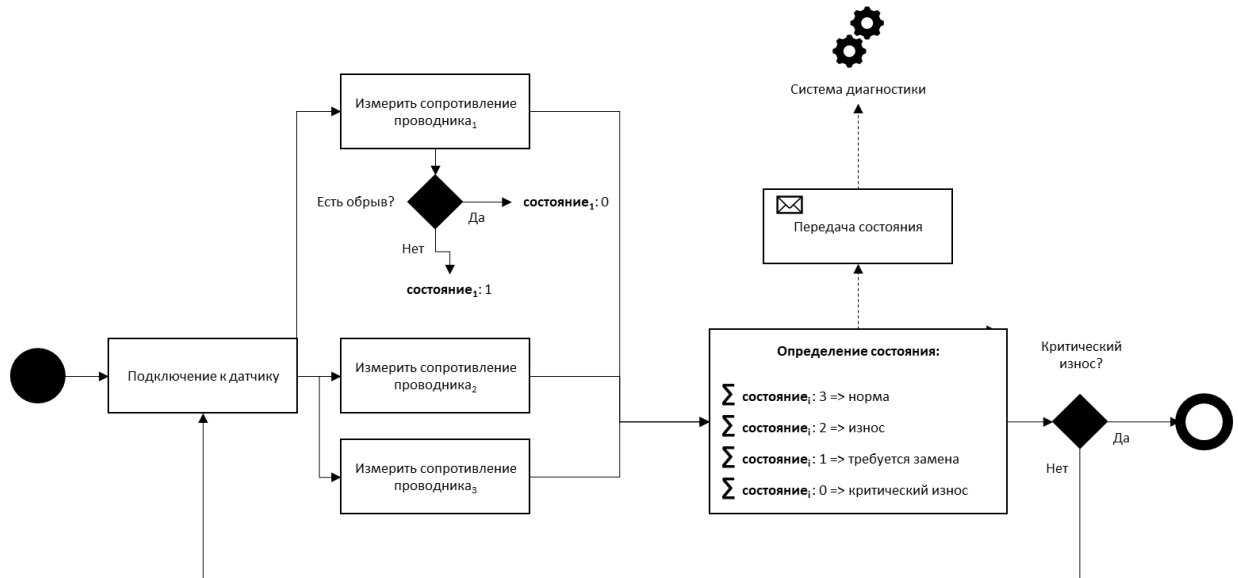 Система диагностики
Измерить сопротивление
проводника₁
Есть обрыв?
Да
состояние₁: 0
Нет
состояние₁: 1
Передача состояния
Подключение к датчику
Измерить сопротивление
проводника₂
Измерить сопротивление
проводника₃
Определение состояния:
∑ состояниеᵢ: 3 => норма
∑ состояниеᵢ: 2 => износ
∑ состояниеᵢ: 1 => требуется замена
∑ состояниеᵢ: 0 => критический износ
Критический
износ?
Да
Нет